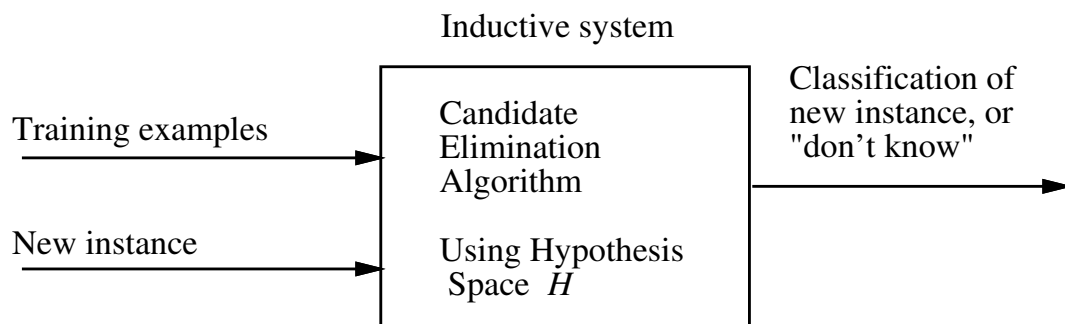 Inductive system
Training examples
New instance
Candidate
Elimination
Algorithm
Using Hypothesis
Space H
Classification of
new instance, or
"don't know"